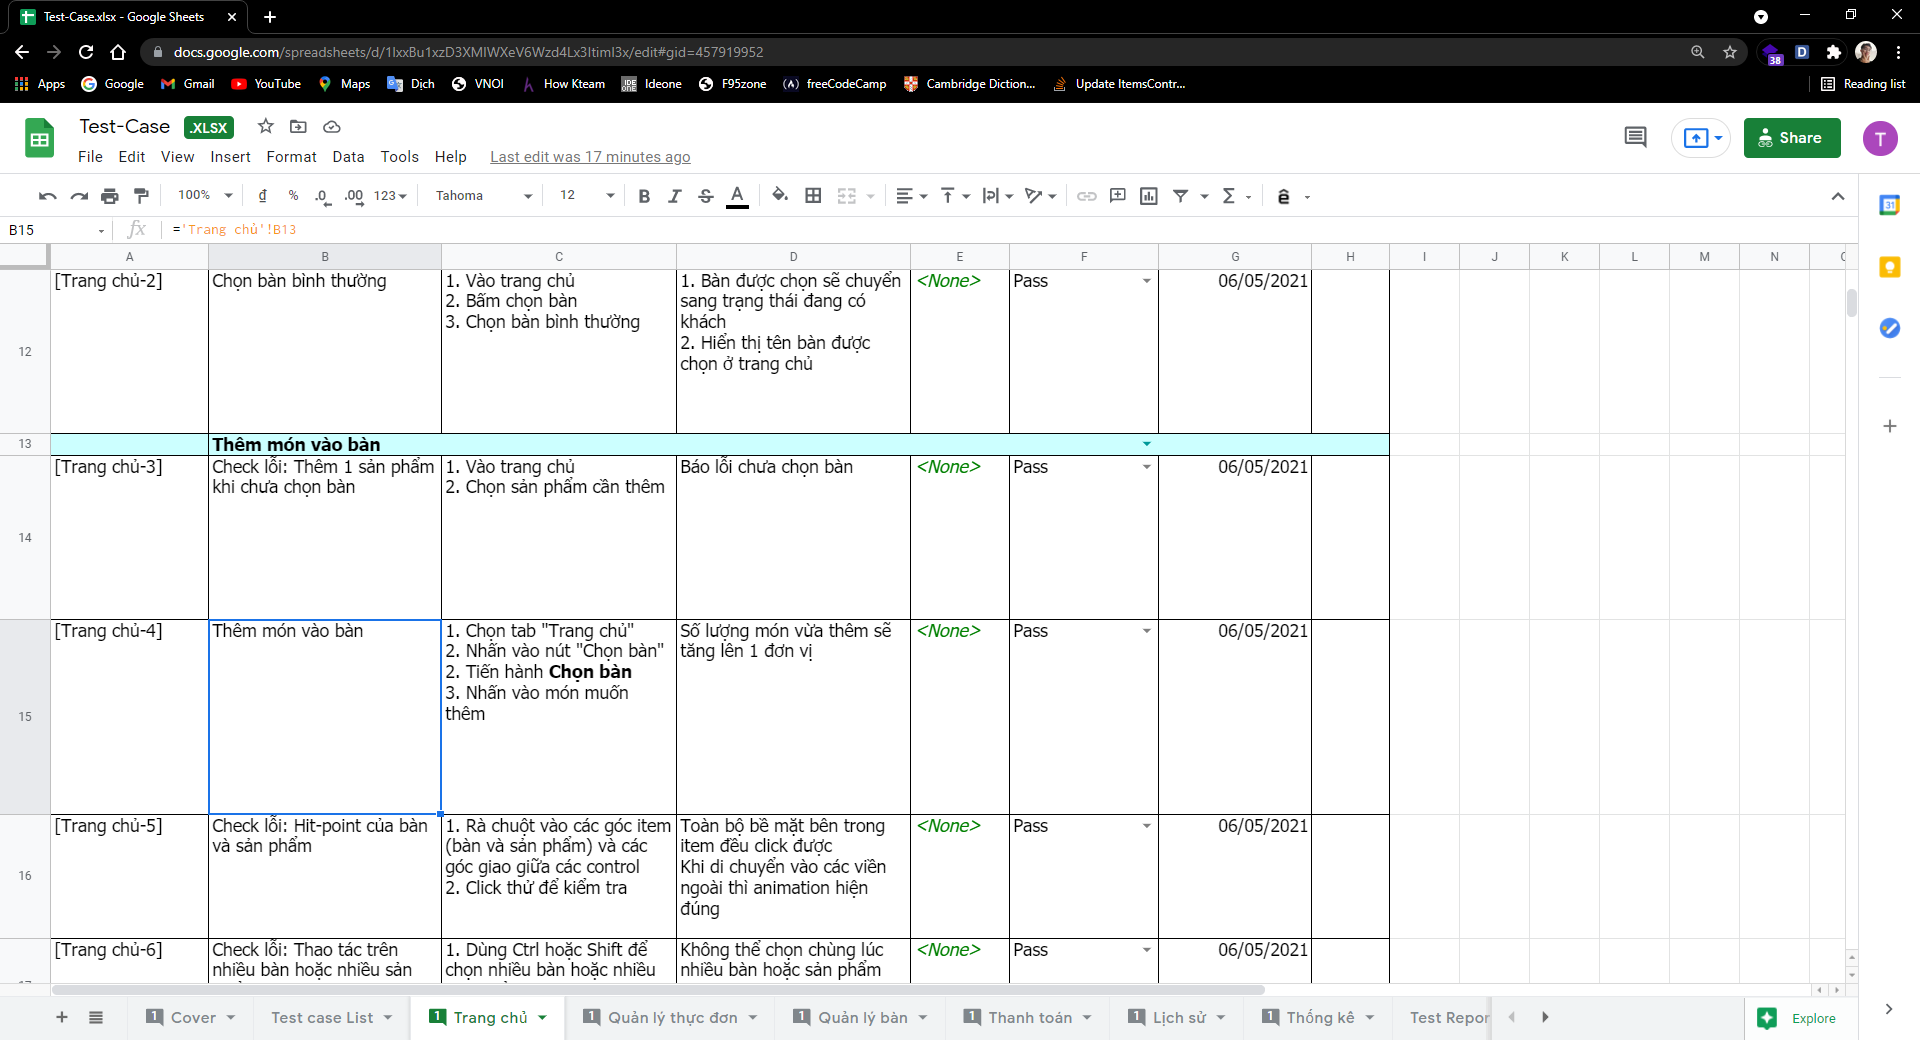 Test-Case.xlsx - Google Sheets
docs.google.com/spreadsheets/d/1IxxBu1xzD3XMIWXeV6Wzd4Lx3ItimI3x/edit#gid=457919952
38
Apps Google Gmail YouTube Maps Dịch VNOI How Kteam Ideone F95zone freeCodeCamp Cambridge Diction... Update ItemsContr... Reading list
Test-Case .XLSX
Share
T
File Edit View Insert Format Data Tools Help Last edit was 17 minutes ago
100% đ % .0 .00 123 Tahoma 12 B I S A Σ ê
31
B15 fx ='Trang chủ'!B13
A B C D E F G H I J K L M N
12
[Trang chủ-2]
Chọn bàn bình thường
1. Vào trang chủ
2. Bấm chọn bàn
3. Chọn bàn bình thường
1. Bàn được chọn sẽ chuyển
sang trạng thái đang có
khách
2. Hiển thị tên bàn được
chọn ở trang chủ
<None>
Pass
06/05/2021
13
Thêm món vào bàn
14
[Trang chủ-3]
Check lỗi: Thêm 1 sản phẩm
khi chưa chọn bàn
1. Vào trang chủ
2. Chọn sản phẩm cần thêm
Báo lỗi chưa chọn bàn
<None>
Pass
06/05/2021
15
[Trang chủ-4]
Thêm món vào bàn
1. Chọn tab "Trang chủ"
2. Nhấn vào nút "Chọn bàn"
2. Tiến hành Chọn bàn
3. Nhấn vào món muốn
thêm
Số lượng món vừa thêm sẽ
tăng lên 1 đơn vị
<None>
Pass
06/05/2021
16
[Trang chủ-5]
Check lỗi: Hit-point của bàn
và sản phẩm
1. Rà chuột vào các góc item
(bàn và sản phẩm) và các
góc giao giữa các control
2. Click thử để kiểm tra
Toàn bộ bề mặt bên trong
item đều click được
Khi di chuyển vào các viền
ngoài thì animation hiện
đúng
<None>
Pass
06/05/2021
[Trang chủ-6]
Check lỗi: Thao tác trên
nhiều bàn hoặc nhiều sản
1. Dùng Ctrl hoặc Shift để
chọn nhiều bàn hoặc nhiều
Không thể chọn chùng lúc
nhiều bàn hoặc sản phẩm
<None>
Pass
06/05/2021
1 Cover Test case List 1 Trang chủ 1 Quản lý thực đơn 1 Quản lý bàn 1 Thanh toán 1 Lịch sử 1 Thống kê Test Repor Explore